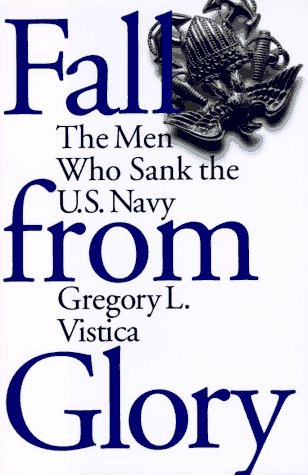 Fall
The Men
Who Sank the
U.S. Navy
from
Gregory L.
Vistica
Glory